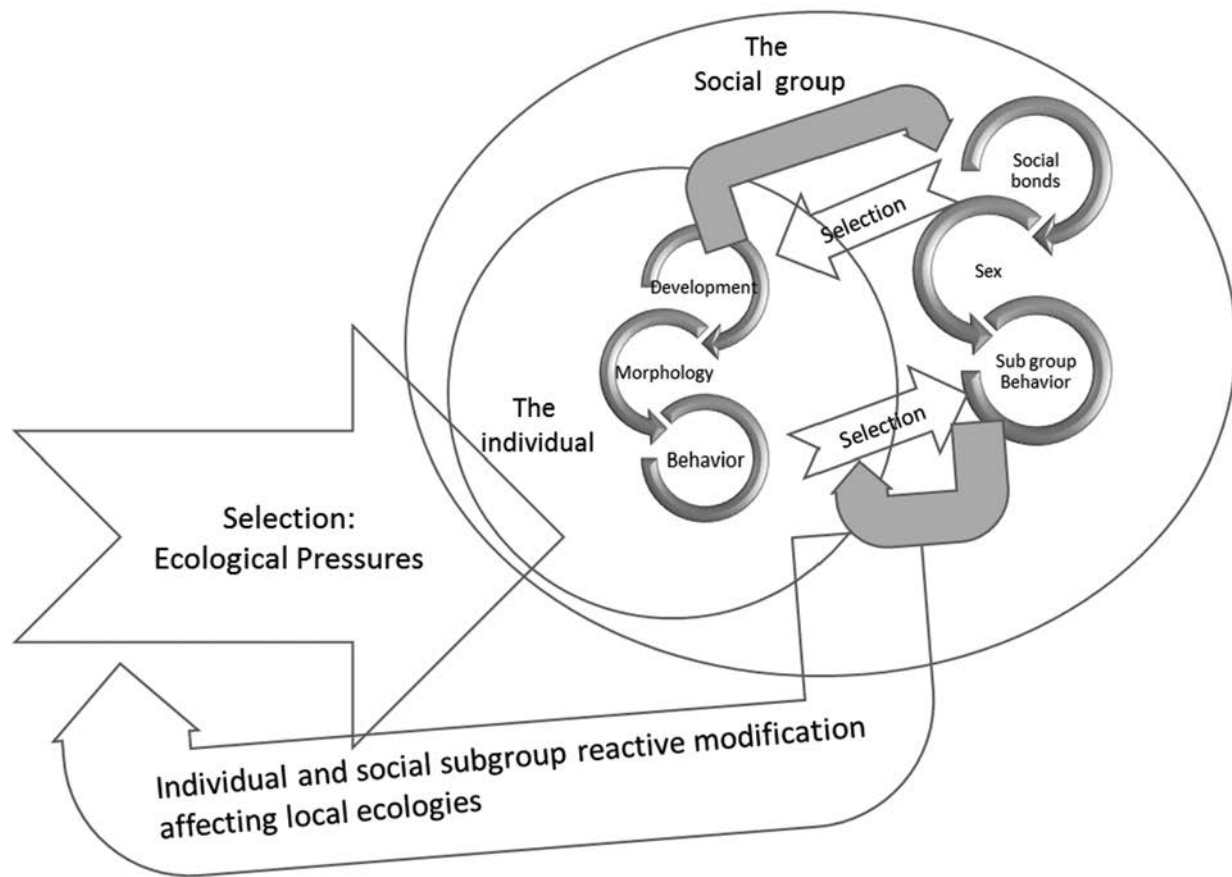 The
Social group
Social
bonds
Selection
Sex
Development
Sub group
Behavior
Morphology
The
individual
Selection
Behavior
Selection:
Ecological Pressures
Individual and social subgroup reactive modification
affecting local ecologies